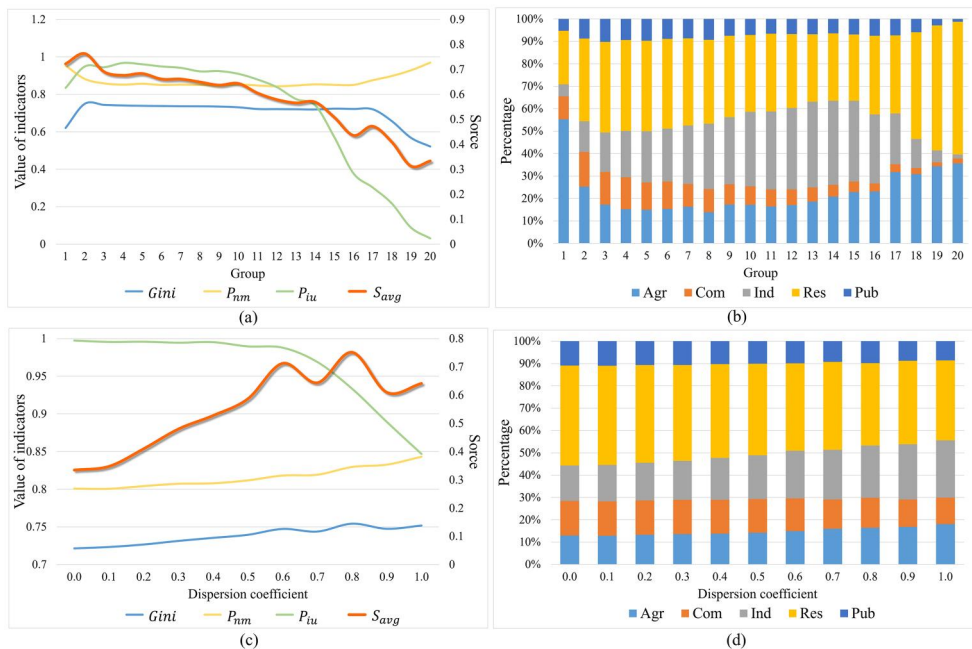 1.2
1
0.8
0.6
0.4
0.2
0
0.9
0.8
0.7
0.6
0.5
0.4
0.3
0.2
0.1
0
Value of indicators
Sorce
1 2 3 4 5 6 7 8 9 10 11 12 13 14 15 16 17 18 19 20
Group
Gini P_nm P_iu S_avg
(a)
100%
90%
80%
70%
60%
50%
40%
30%
20%
10%
0%
Percentage
1 2 3 4 5 6 7 8 9 10 11 12 13 14 15 16 17 18 19 20
Group
Agr Com Ind Res Pub
(b)
1
0.95
0.9
0.85
0.8
0.75
0.7
0.8
0.7
0.6
0.5
0.4
0.3
0.2
0.1
0
Value of indicators
Sorce
0.0 0.1 0.2 0.3 0.4 0.5 0.6 0.7 0.8 0.9 1.0
Dispersion coefficient
Gini P_nm P_iu S_avg
(c)
100%
90%
80%
70%
60%
50%
40%
30%
20%
10%
0%
Percentage
0.0 0.1 0.2 0.3 0.4 0.5 0.6 0.7 0.8 0.9 1.0
Dispersion coefficient
Agr Com Ind Res Pub
(d)